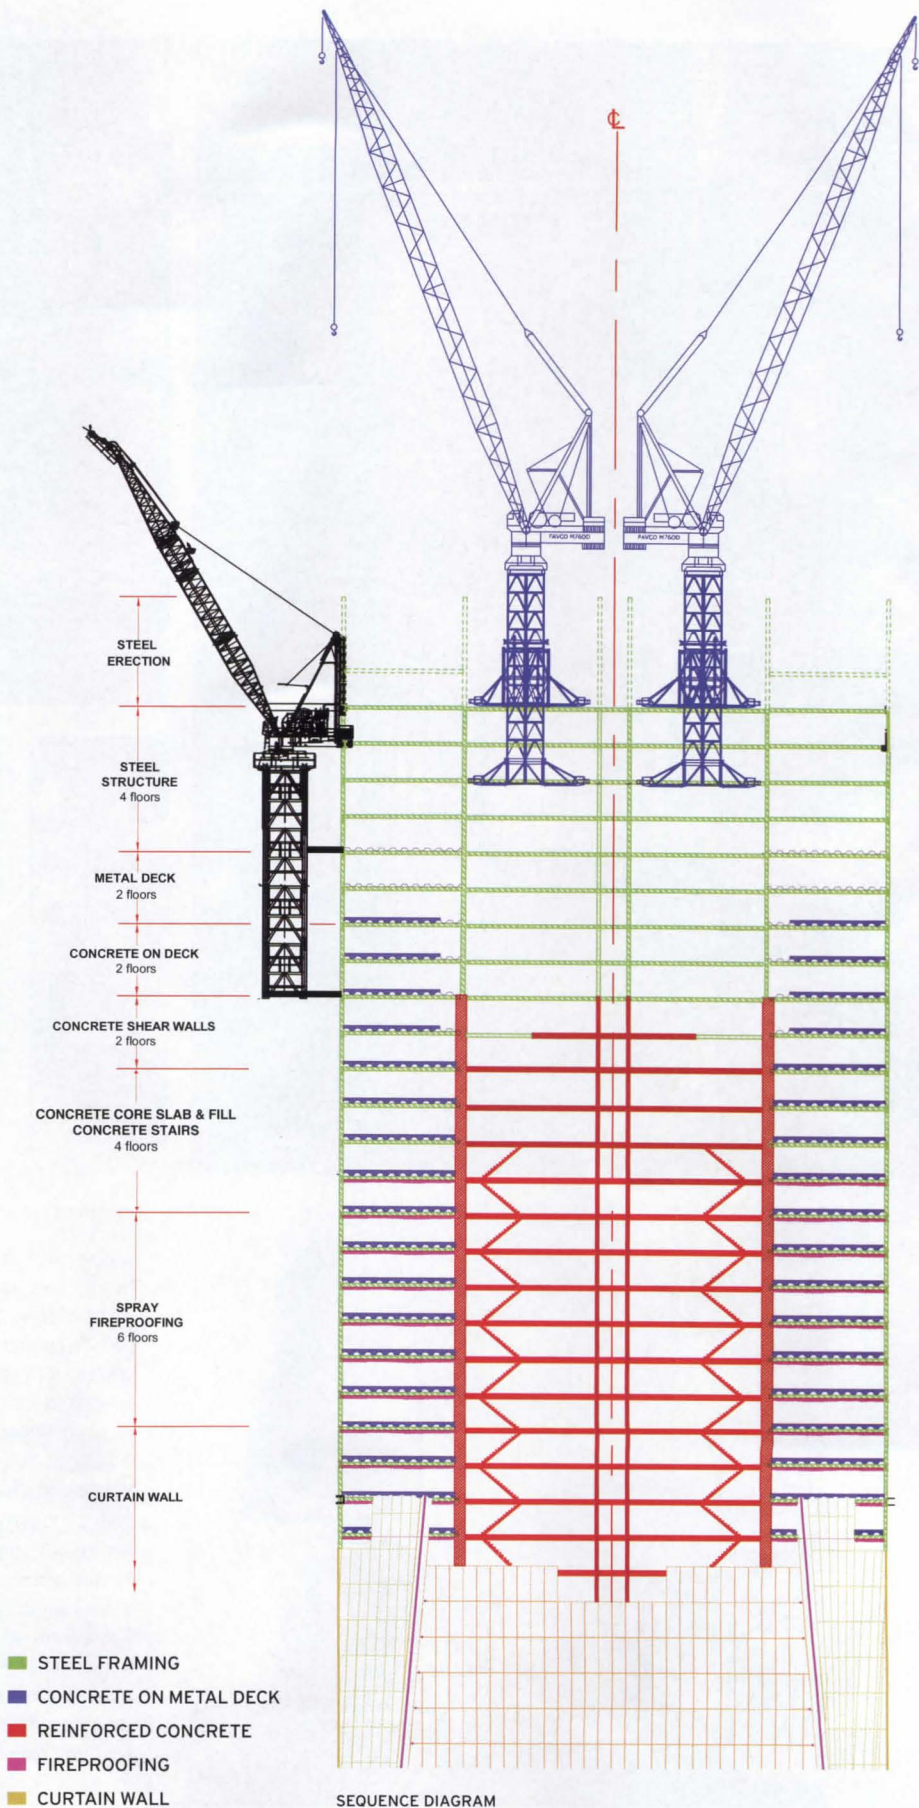 ℄
FAVCO M760D
FAVCO M760D
STEEL
ERECTION
STEEL
STRUCTURE
4 floors
METAL DECK
2 floors
CONCRETE ON DECK
2 floors
CONCRETE SHEAR WALLS
2 floors
CONCRETE CORE SLAB & FILL
CONCRETE STAIRS
4 floors
SPRAY
FIREPROOFING
6 floors
CURTAIN WALL
STEEL FRAMING
CONCRETE ON METAL DECK
REINFORCED CONCRETE
FIREPROOFING
CURTAIN WALL
SEQUENCE DIAGRAM